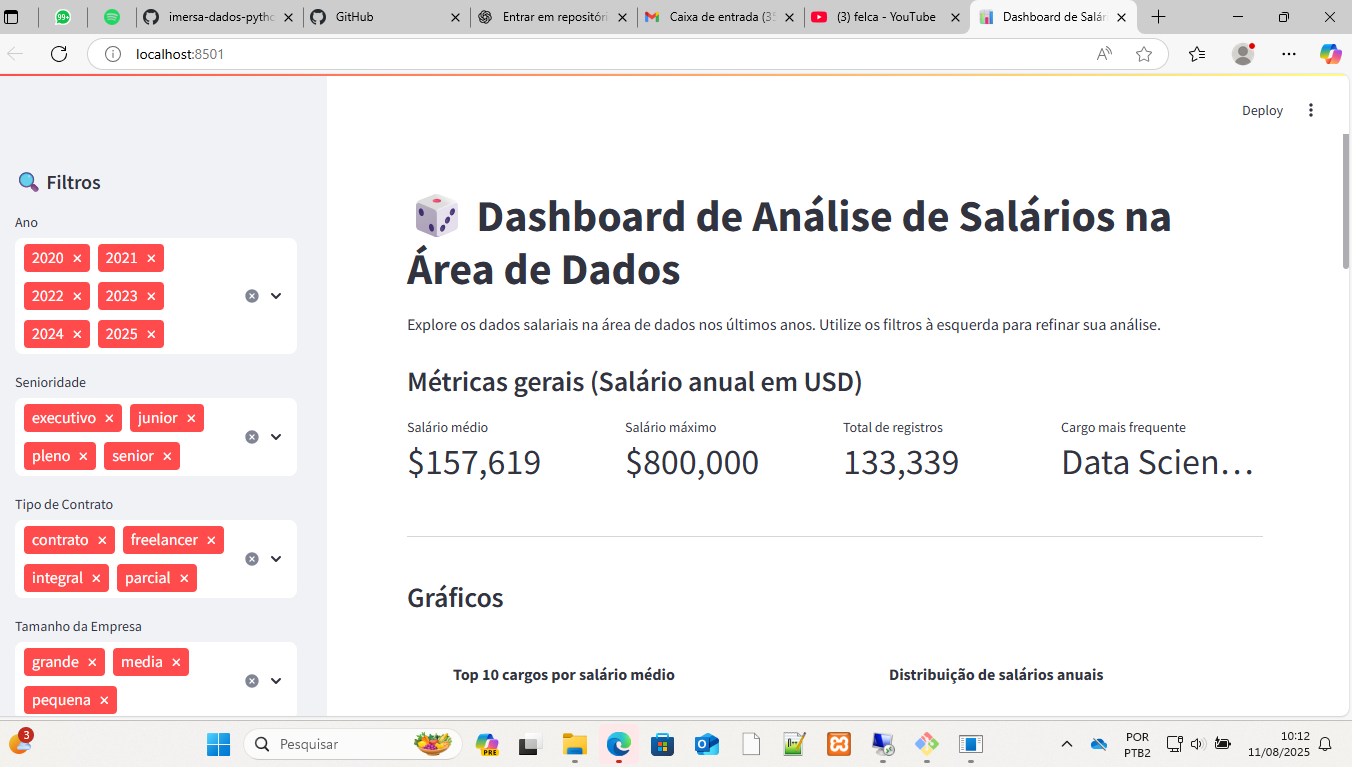 99
imersa-dados-pytho
GitHub
Entrar em repositóri
Caixa de entrada (35
(3) felca - YouTube
Dashboard de Salár
localhost:8501
Deploy
Filtros
Ano
2020 2021
2022 2023
2024 2025
Senioridade
executivo junior
pleno senior
Tipo de Contrato
contrato freelancer
integral parcial
Tamanho da Empresa
grande media
pequena
Dashboard de Análise de Salários na
Área de Dados
Explore os dados salariais na área de dados nos últimos anos. Utilize os filtros à esquerda para refinar sua análise.
Métricas gerais (Salário anual em USD)
Salário médio Salário máximo Total de registros Cargo mais frequente
$157,619 $800,000 133,339 Data Scien...
Gráficos
Top 10 cargos por salário médio Distribuição de salários anuais
3
Pesquisar
PRE
POR
PTB2
10:12
11/08/2025